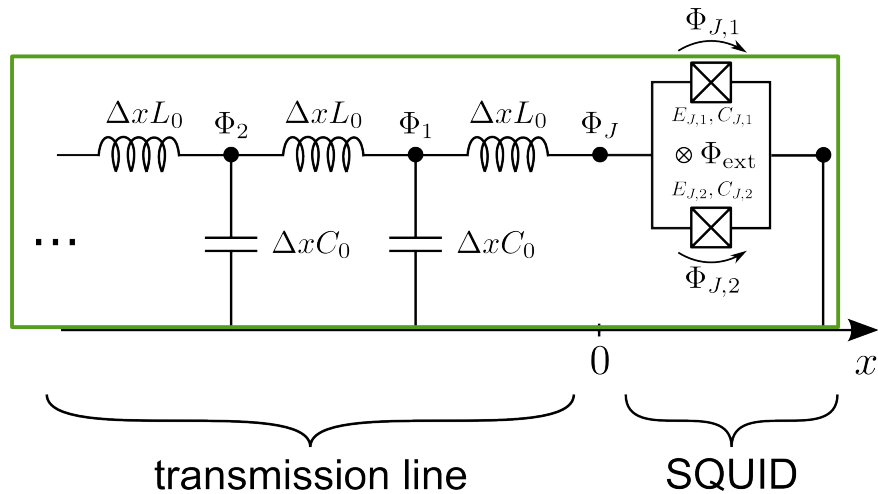 Φ_{J,1}
ΔxL_0 Φ_2 ΔxL_0 Φ_1 ΔxL_0 Φ_J
E_{J,1}, C_{J,1}
⊗ Φ_ext
E_{J,2}, C_{J,2}
... ΔxC_0 ΔxC_0
Φ_{J,2}
0 x
transmission line SQUID